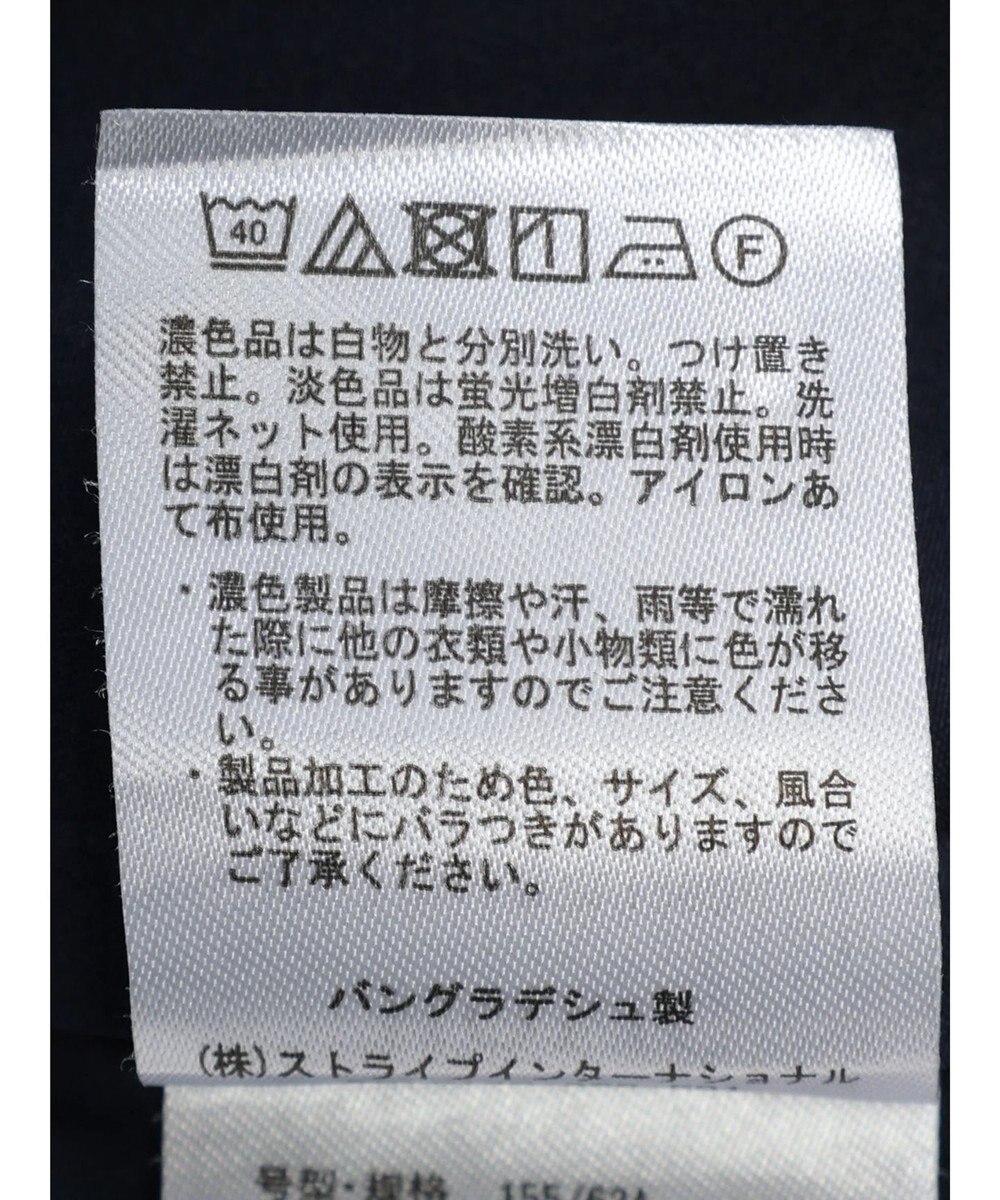 40 F
濃色品は白物と分別洗い。つけ置き
禁止。淡色品は蛍光増白剤禁止。洗
濯ネット使用。酸素系漂白剤使用時
は漂白剤の表示を確認。アイロンあ
て布使用。
・濃色製品は摩擦や汗、雨等で濡れ
た際に他の衣類や小物類に色が移
る事がありますのでご注意くださ
い。
・製品加工のため色、サイズ、風合
いなどにバラつきがありますので
ご了承ください。
バングラデシュ製
(株)ストライプインターナショナル
号型・规格 155/62A